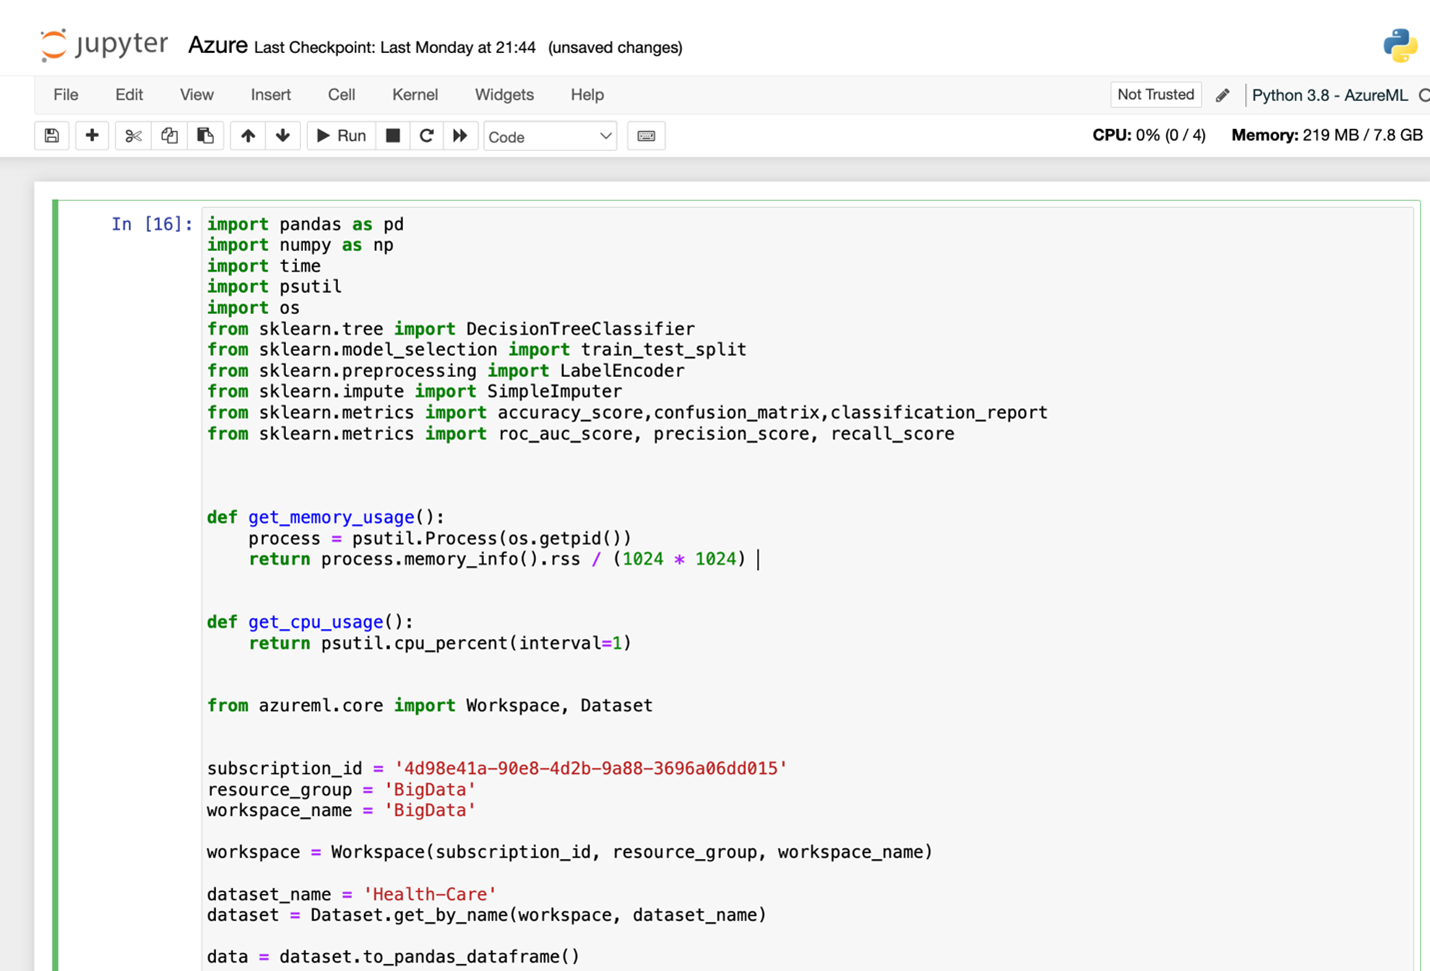 jupyter Azure Last Checkpoint: Last Monday at 21:44 (unsaved changes)
File Edit View Insert Cell Kernel Widgets Help Not Trusted Python 3.8 - AzureML
Run Code CPU: 0% (0 / 4) Memory: 219 MB / 7.8 GB
In [16]: import pandas as pd
import numpy as np
import time
import psutil
import os
from sklearn.tree import DecisionTreeClassifier
from sklearn.model_selection import train_test_split
from sklearn.preprocessing import LabelEncoder
from sklearn.impute import SimpleImputer
from sklearn.metrics import accuracy_score,confusion_matrix,classification_report
from sklearn.metrics import roc_auc_score, precision_score, recall_score
def get_memory_usage():
    process = psutil.Process(os.getpid())
    return process.memory_info().rss / (1024 * 1024)
def get_cpu_usage():
    return psutil.cpu_percent(interval=1)
from azureml.core import Workspace, Dataset
subscription_id = '4d98e41a-90e8-4d2b-9a88-3696a06dd015'
resource_group = 'BigData'
workspace_name = 'BigData'
workspace = Workspace(subscription_id, resource_group, workspace_name)
dataset_name = 'Health-Care'
dataset = Dataset.get_by_name(workspace, dataset_name)
data = dataset.to_pandas_dataframe()